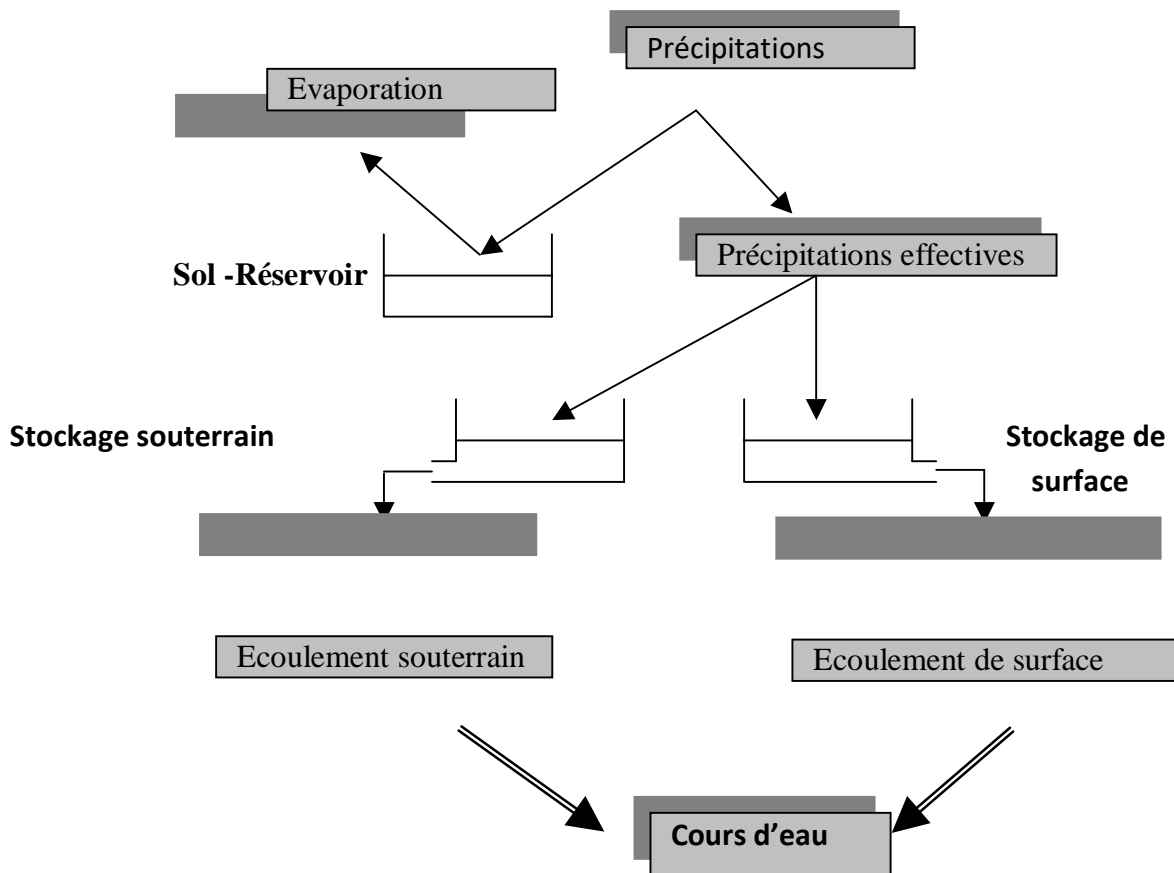 Précipitations
Evaporation
Précipitations effectives
Sol -Réservoir
Stockage souterrain
Stockage de
surface
Ecoulement souterrain
Ecoulement de surface
Cours d’eau